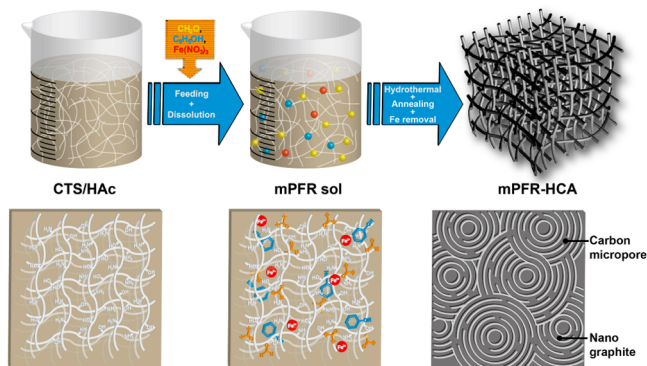 CH₂O,
C₆H₅OH,
Fe(NO₃)₃
Feeding
+
Dissolution
Hydrothermal
+
Annealing
+
Fe removal
CTS/HAc
mPFR sol
mPFR-HCA
Carbon
micropore
Nano
graphite